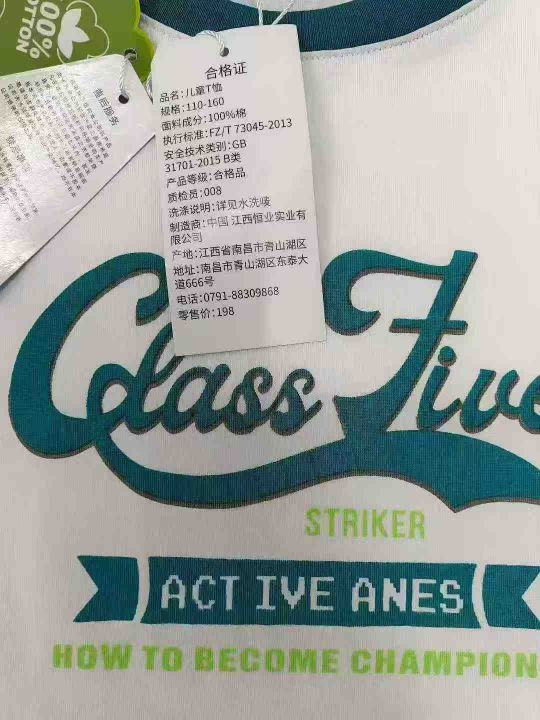 100%
COTTON
售后服务
合格证
品名:儿童T恤
规格:110-160
面料成分:100%棉
执行标准:FZ/T 73045-2013
安全技术类别:GB
31701-2015 B类
产品等级:合格品
质检员:008
洗涤说明:详见水洗唛
制造商:中国 江西恒业实业有
限公司
产地:江西省南昌市青山湖区
地址:南昌市青山湖区东泰大
道666号
电话:0791-88309868
零售价:198
Class Five
STRIKER
ACT IVE ANES
HOW TO BECOME CHAMPION